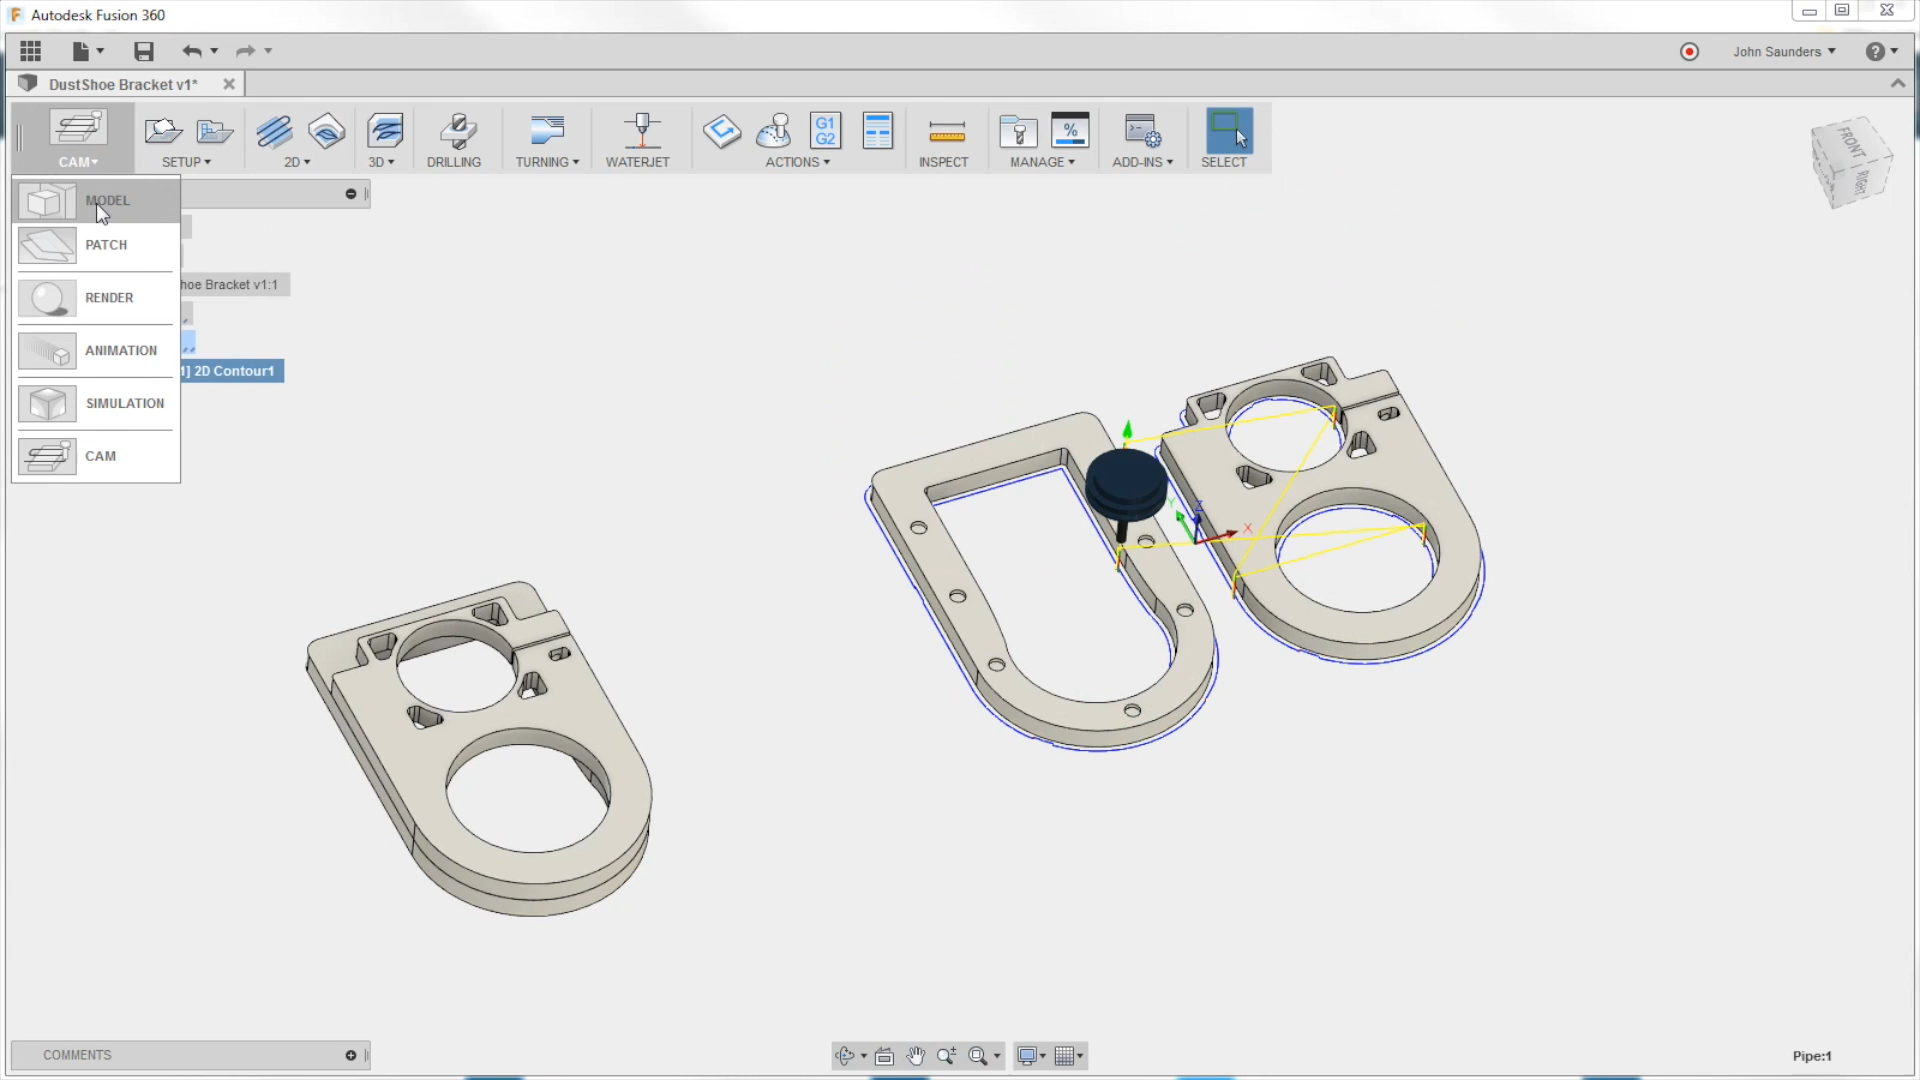 Autodesk Fusion 360
John Saunders
DustShoe Bracket v1*
CAM
SETUP
2D
3D
DRILLING
TURNING
WATERJET
G1
G2
ACTIONS
INSPECT
%
MANAGE
ADD-INS
SELECT
FRONT
RIGHT
MODEL
PATCH
hoe Bracket v1:1
RENDER
ANIMATION
1] 2D Contour1
SIMULATION
CAM
Y
Z
X
COMMENTS
Pipe:1